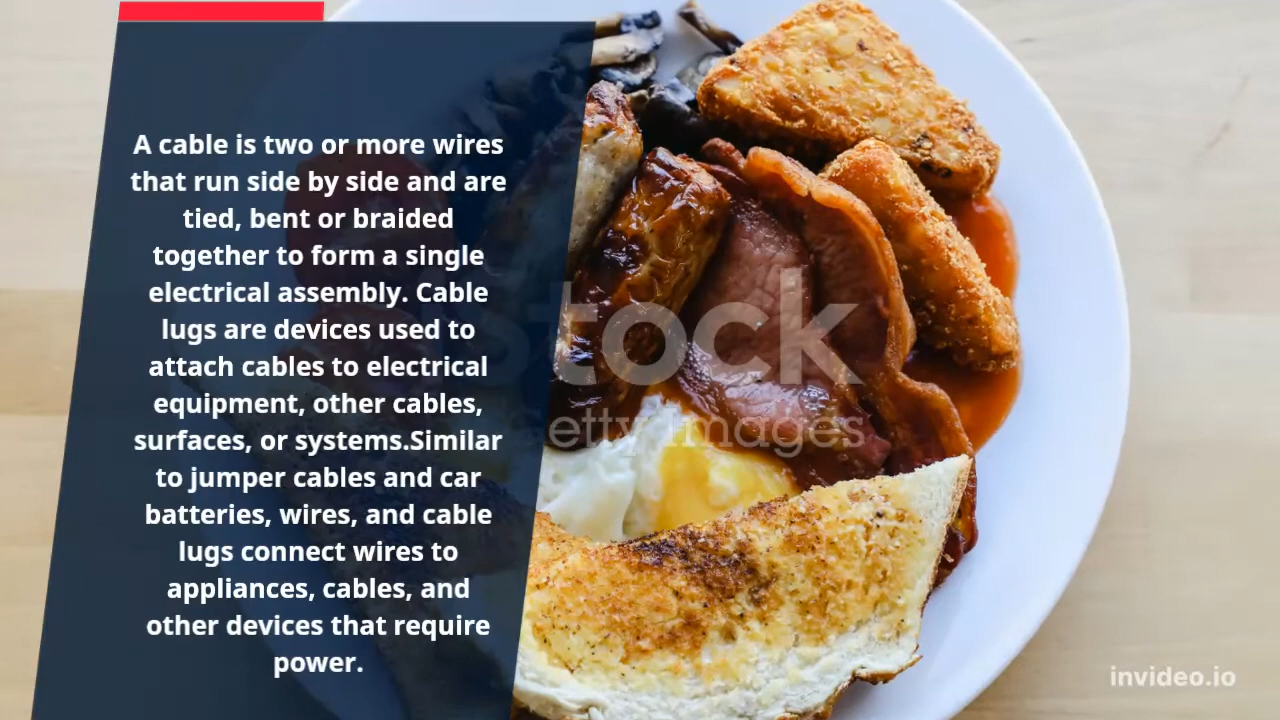 A cable is two or more wires
that run side by side and are
tied, bent or braided
together to form a single
electrical assembly. Cable
lugs are devices used to
attach cables to electrical
equipment, other cables,
surfaces, or systems.Similar
to jumper cables and car
batteries, wires, and cable
lugs connect wires to
appliances, cables, and
other devices that require
power.
stock
Getty Images
invideo.io